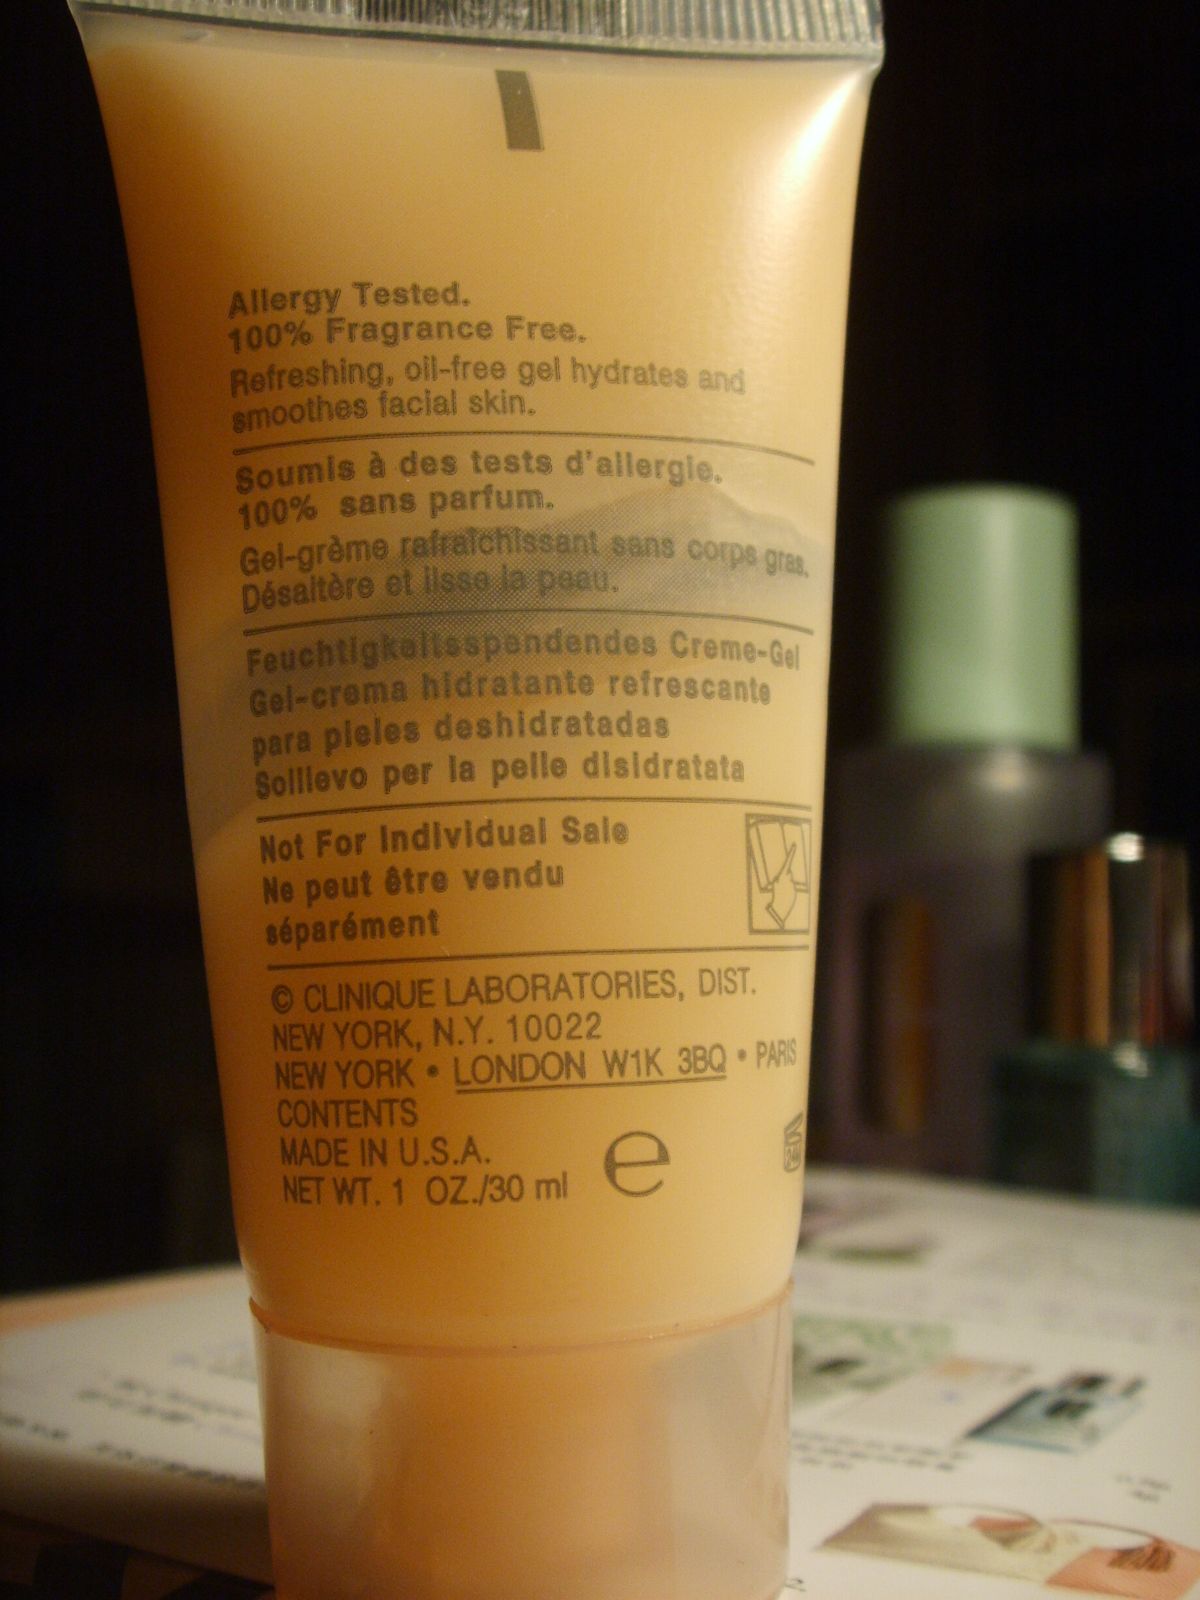 Allergy Tested.
100% Fragrance Free.
Refreshing, oil-free gel hydrates and
smoothes facial skin.
Soumis à des tests d'allergie.
100% sans parfum.
Gel-grème rafraîchissant sans corps gras.
Désaltère et lisse la peau.
Feuchtigkeitsspendendes Creme-Gel
Gel-crema hidratante refrescante
para pieles deshidratadas
Sollievo per la pelle disidratata
Not For Individual Sale
Ne peut être vendu
séparément
© CLINIQUE LABORATORIES, DIST.
NEW YORK, N.Y. 10022
NEW YORK • LONDON W1K 3BQ • PARIS
CONTENTS
MADE IN U.S.A.
NET WT. 1 OZ./30 ml e
24M